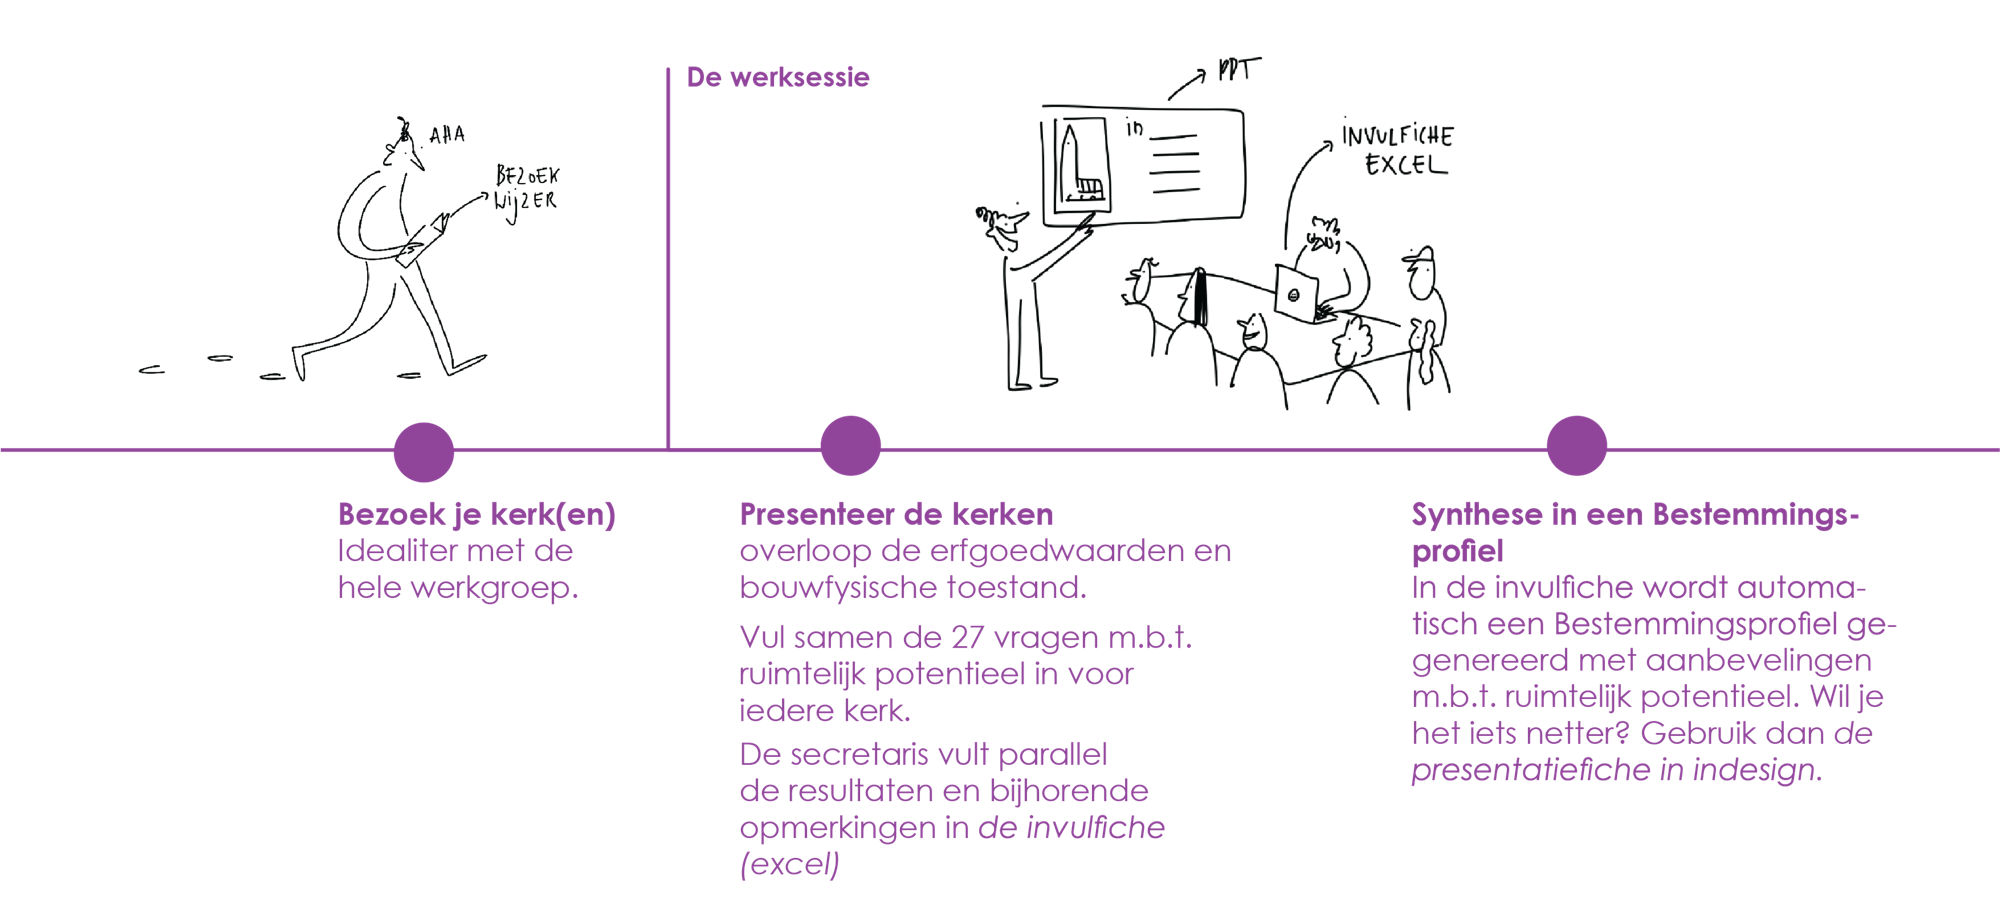 De werksessie
PPT
in
INVULFICHE
EXCEL
AHA
BEZOEK
WijZER
Bezoek je kerk(en)
Idealiter met de
hele werkgroep.
Presenteer de kerken
overloop de erfgoedwaarden en
bouwfysische toestand.
Vul samen de 27 vragen m.b.t.
ruimtelijk potentieel in voor
iedere kerk.
De secretaris vult parallel
de resultaten en bijhorende
opmerkingen in de invulfiche
(excel)
Synthese in een Bestemmings-
profiel
In de invulfiche wordt automa-
tisch een Bestemmingsprofiel ge-
genereerd met aanbevelingen
m.b.t. ruimtelijk potentieel. Wil je
het iets netter? Gebruik dan de
presentatiefiche in indesign.